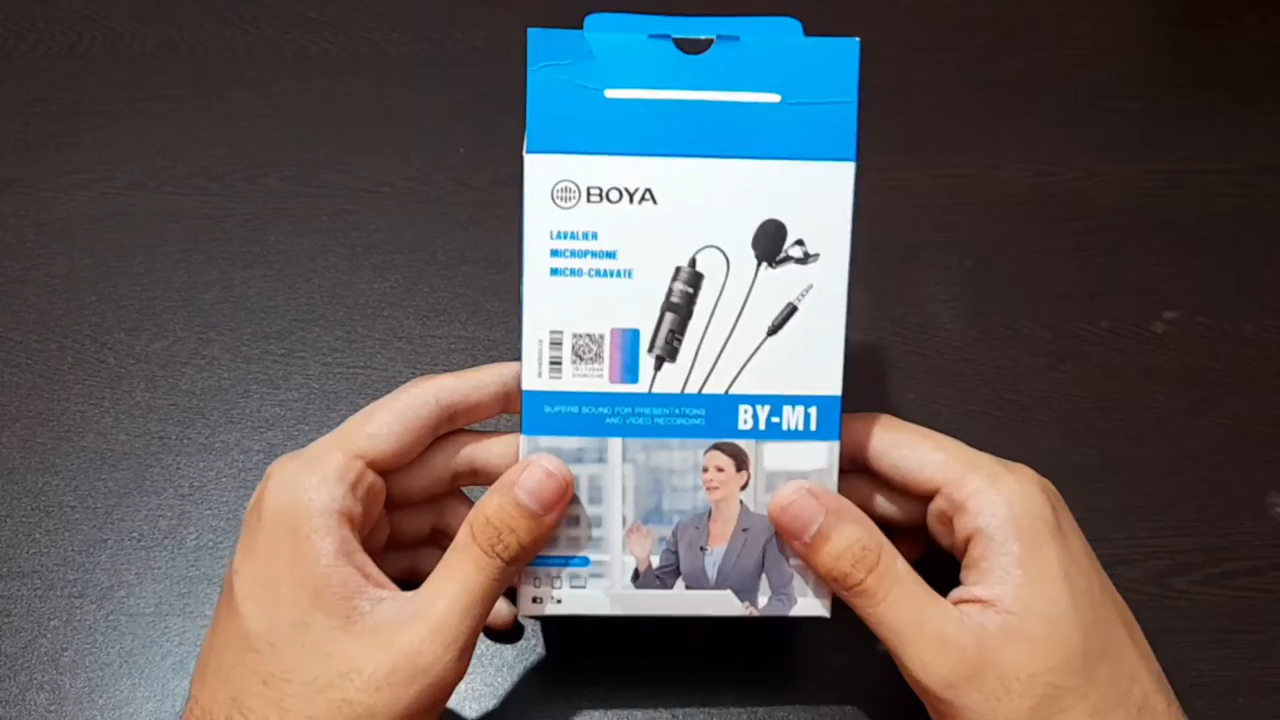 BOYA
LAVALIER
MICROPHONE
MICRO-CRAVATE
SUPERB SOUND FOR PRESENTATIONS
AND VIDEO RECORDING
BY-M1